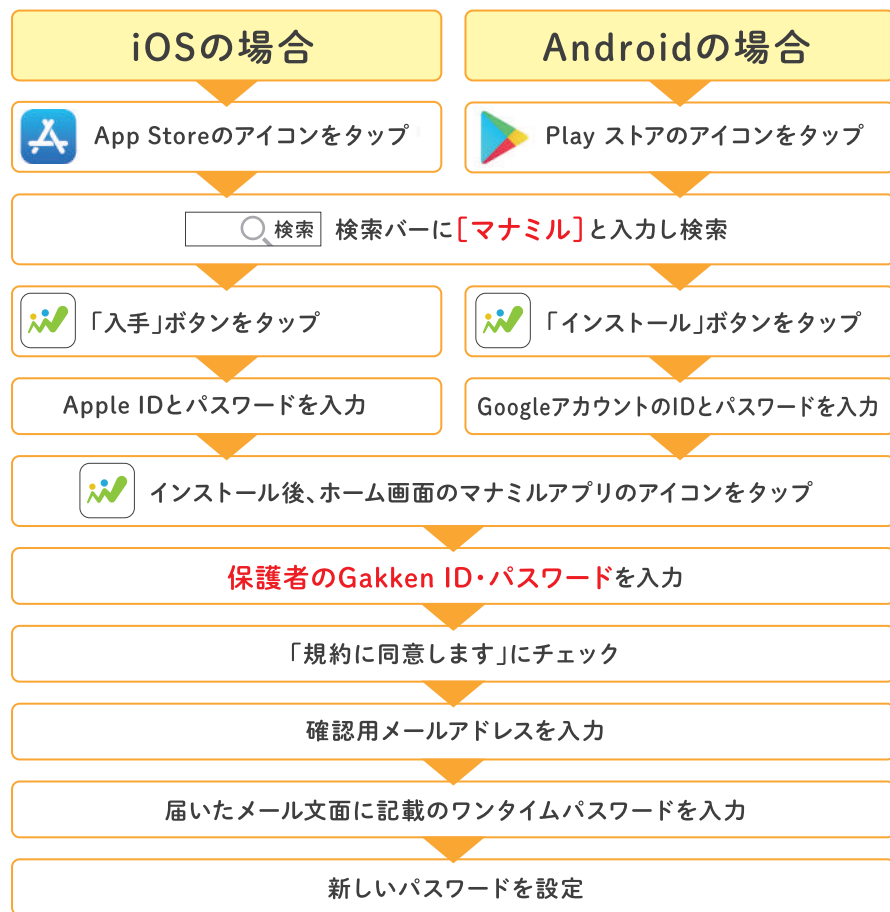 iOSの場合
Androidの場合
App Storeのアイコンをタップ
Play ストアのアイコンをタップ
検索 検索バーに[マナミル]と入力し検索
「入手」ボタンをタップ
「インストール」ボタンをタップ
Apple IDとパスワードを入力
GoogleアカウントのIDとパスワードを入力
インストール後、ホーム画面のマナミルアプリのアイコンをタップ
保護者のGakken ID・パスワードを入力
「規約に同意します」にチェック
確認用メールアドレスを入力
届いたメール文面に記載のワンタイムパスワードを入力
新しいパスワードを設定